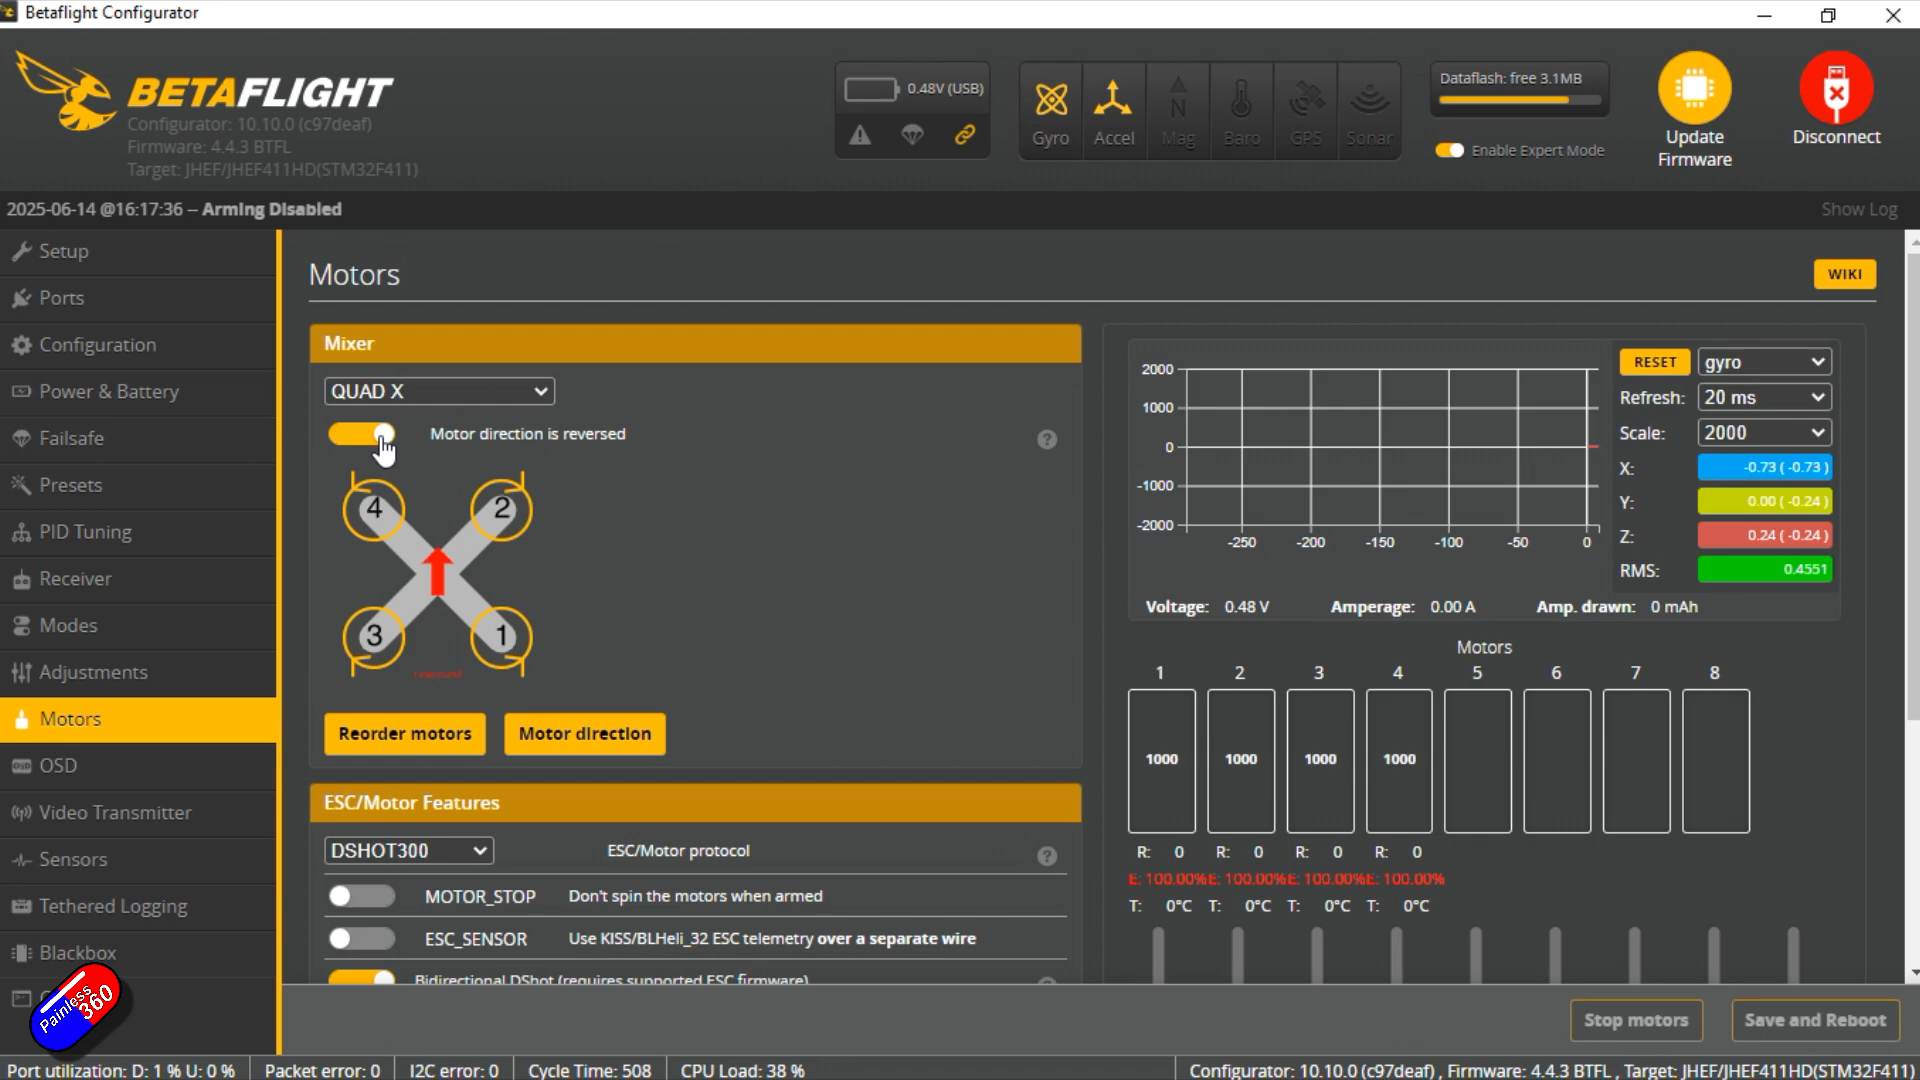 Betaflight Configurator
BETAFLIGHT
Configurator: 10.10.0 (c97deaf)
Firmware: 4.4.3 BTFL
Target: JHEF/JHEF411HD(STM32F411)
0.48V (USB)
Gyro
Accel
Mag
Baro
GPS
Sonar
Dataflash: free 3.1MB
Enable Expert Mode
Update
Firmware
Disconnect
2025-06-14 @16:17:36 – Arming Disabled
Show Log
Setup
Ports
Configuration
Power & Battery
Failsafe
Presets
PID Tuning
Receiver
Modes
Adjustments
Motors
OSD
Video Transmitter
Sensors
Tethered Logging
Blackbox
Painless
360
Motors
WIKI
Mixer
QUAD X
Motor direction is reversed
?
4
2
3
1
Reorder motors
Motor direction
ESC/Motor Features
DSHOT300
ESC/Motor protocol
?
MOTOR_STOP
Don't spin the motors when armed
ESC_SENSOR
Use KISS/BLHeli_32 ESC telemetry over a separate wire
Bidirectional DShot (requires supported ESC firmware)
2000
1000
0
-1000
-2000
-250
-200
-150
-100
-50
0
RESET
gyro
Refresh:
20 ms
Scale:
2000
X:
-0.73 ( -0.73 )
Y:
0.00 ( -0.24 )
Z:
0.24 ( -0.24 )
RMS:
0.4551
Voltage: 0.48 V
Amperage: 0.00 A
Amp. drawn: 0 mAh
Motors
1 2 3 4 5 6 7 8
1000 1000 1000 1000
R: 0 R: 0 R: 0 R: 0
E: 100.00% E: 100.00% E: 100.00% E: 100.00%
T: 0°C T: 0°C T: 0°C T: 0°C
Stop motors
Save and Reboot
Port utilization: D: 1 % U: 0 %
Packet error: 0
I2C error: 0
Cycle Time: 508
CPU Load: 38 %
Configurator: 10.10.0 (c97deaf) , Firmware: 4.4.3 BTFL , Target: JHEF/JHEF411HD(STM32F411)